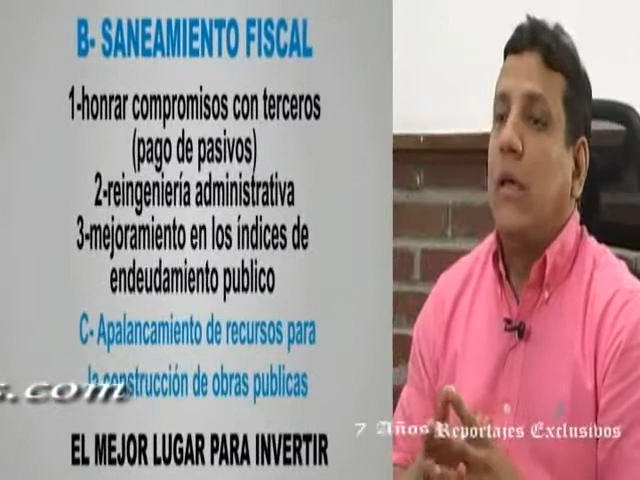 B- SANEAMIENTO FISCAL
1-honrar compromisos con terceros
(pago de pasivos)
2-reingeniería administrativa
3-mejoramiento en los índices de
endeudamiento publico
C- Apalancamiento de recursos para
la construcción de obras publicas
s.com
EL MEJOR LUGAR PARA INVERTIR
7 Años Reportajes Exclusivos